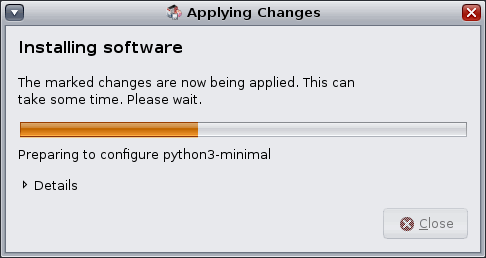 Applying Changes
Installing software
The marked changes are now being applied. This can
take some time. Please wait.
Preparing to configure python3-minimal
Details
Close